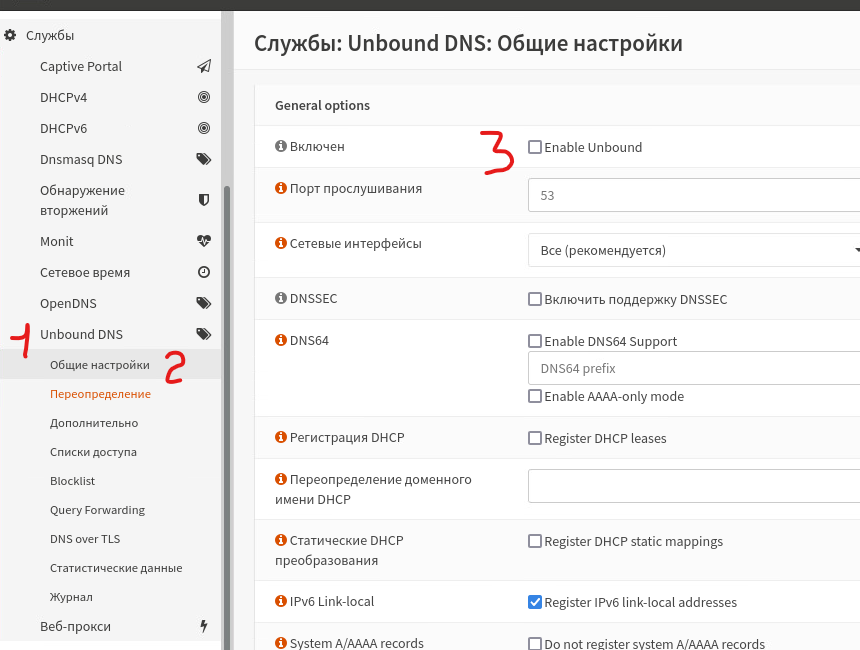 Службы
Captive Portal
DHCPv4
DHCPv6
Dnsmasq DNS
Обнаружение
вторжений
Monit
Сетевое время
OpenDNS
1
Unbound DNS
Общие настройки
2
Переопределение
Дополнительно
Списки доступа
Blocklist
Query Forwarding
DNS over TLS
Статистические данные
Журнал
Веб-прокси
Службы: Unbound DNS: Общие настройки
General options
Включен
3
Enable Unbound
Порт прослушивания
53
Сетевые интерфейсы
Все (рекомендуется)
DNSSEC
Включить поддержку DNSSEC
DNS64
Enable DNS64 Support
DNS64 prefix
Enable AAAA-only mode
Регистрация DHCP
Register DHCP leases
Переопределение доменного
имени DHCP
Статические DHCP
преобразования
Register DHCP static mappings
IPv6 Link-local
Register IPv6 link-local addresses
System A/AAAA records
Do not register system A/AAAA records